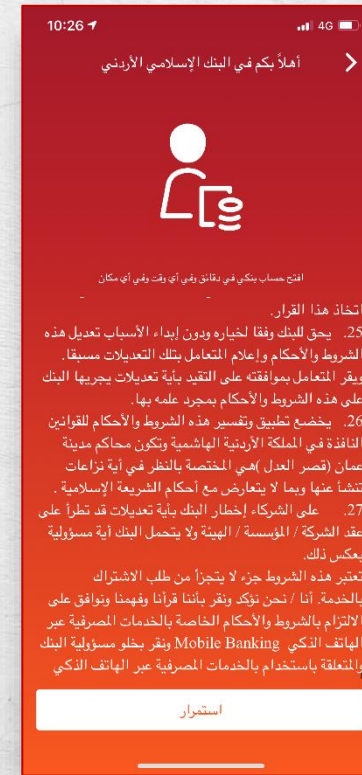 10:26
4G
أهلاً بكم في البنك الإسلامي الأردني
افتح حساب بنكي في دقائق وفي أي وقت وفي أي مكان
اتخاذ هذا القرار.
25. يحق للبنك وفقا لخياره ودون إبداء الأسباب تعديل هذه
الشروط والأحكام وإعلام المتعامل بتلك التعديلات مسبقا.
ويقر المتعامل بموافقته على التقيد بأية تعديلات يجريها البنك
على هذه الشروط والأحكام بمجرد علمه بها.
26. يخضع تطبيق وتفسير هذه الشروط والأحكام للقوانين
النافذة في المملكة الأردنية الهاشمية وتكون محاكم مدينة
عمان (قصر العدل )هي المختصة بالنظر في أية نزاعات
تنشأ عنها وبما لا يتعارض مع أحكام الشريعة الإسلامية .
27. على الشركاء إخطار البنك بأية تعديلات قد تطرأ على
عقد الشركة / المؤسسة / الهيئة ولا يتحمل البنك أية مسؤولية
بعكس ذلك.
تعتبر هذه الشروط جزء لا يتجزأ من طلب الاشتراك
بالخدمة. أنا / نحن نؤكد ونقر بأننا قرأنا وفهمنا ونوافق على
الالتزام بالشروط والأحكام الخاصة بالخدمات المصرفية عبر
الهاتف الذكي Mobile Banking ونقر بخلو مسؤولية البنك
والمتعلقة باستخدام بالخدمات المصرفية عبر الهاتف الذكي
استمرار